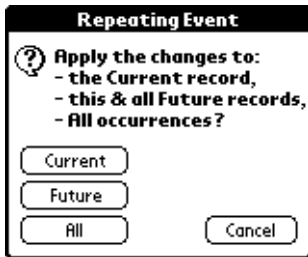 Repeating Event
Apply the changes to:
- the Current record,
- this & all Future records,
- All occurrences?
Current
Future
All
Cancel